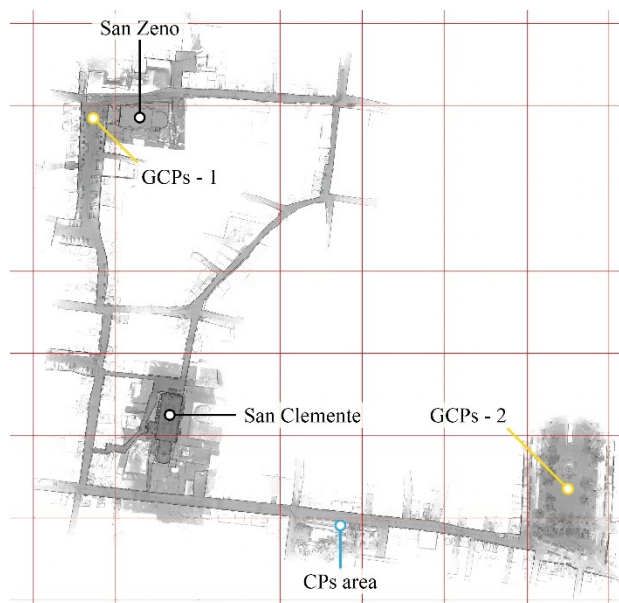 San Zeno
GCPs - 1
San Clemente
GCPs - 2
CPs area